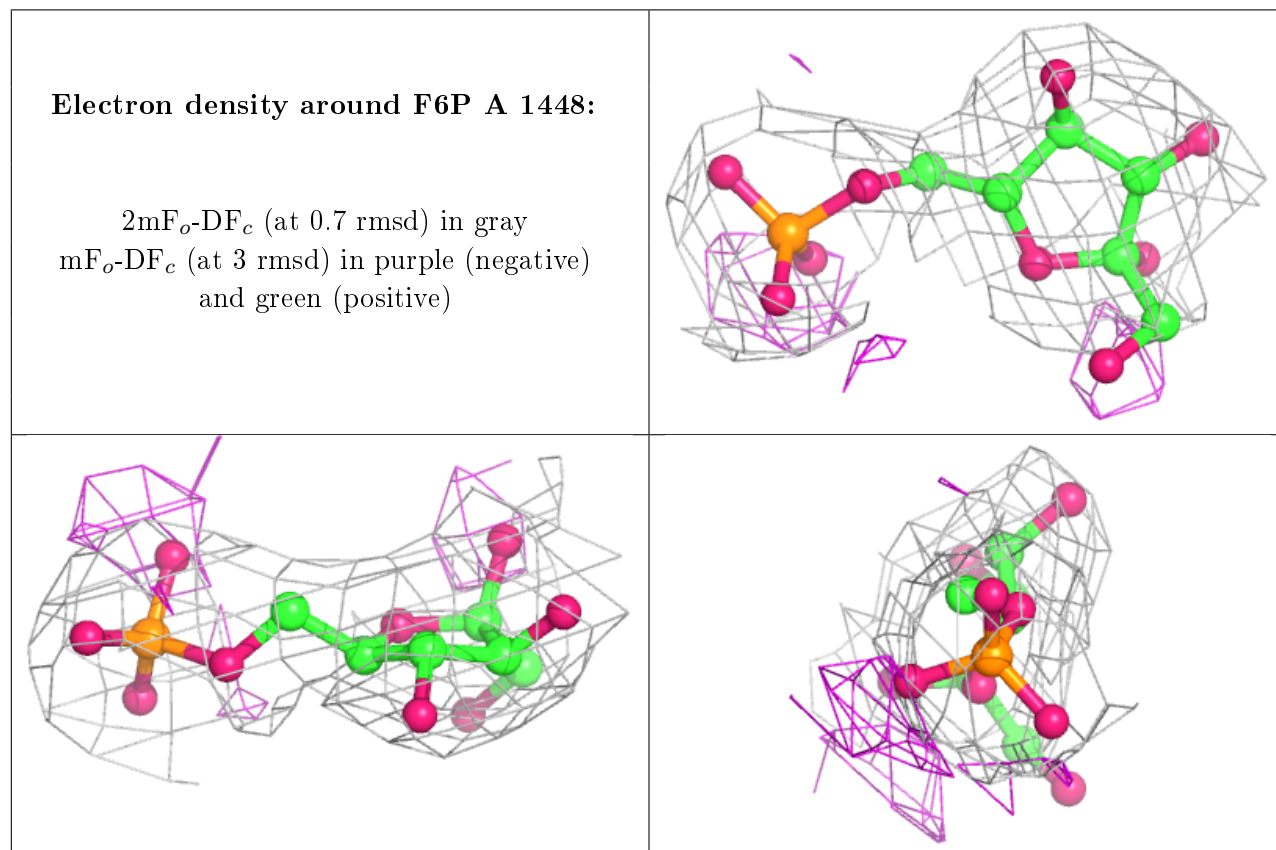 Electron density around F6P A 1448:
2mFo-DFc (at 0.7 rmsd) in gray
mFo-DFc (at 3 rmsd) in purple (negative)
and green (positive)